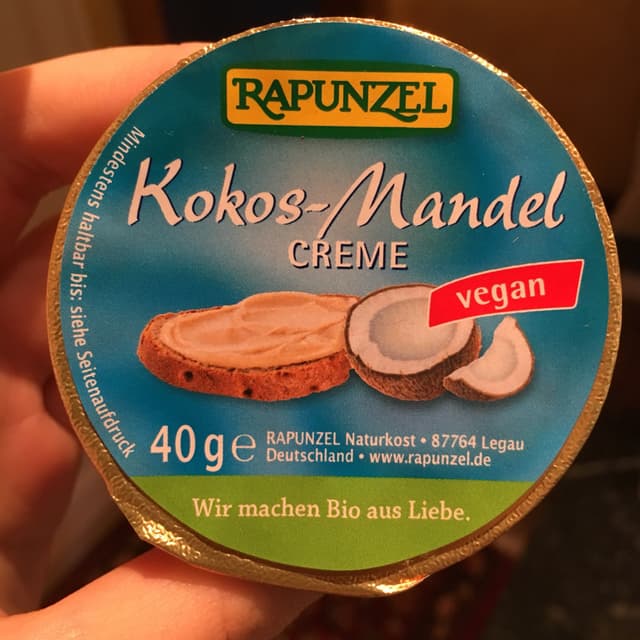 RAPUNZEL
Kokos-Mandel
CREME
vegan
Mindestens haltbar bis: siehe Seitenaufdruck
40 g e
RAPUNZEL Naturkost • 87764 Legau
Deutschland • www.rapunzel.de
Wir machen Bio aus Liebe.